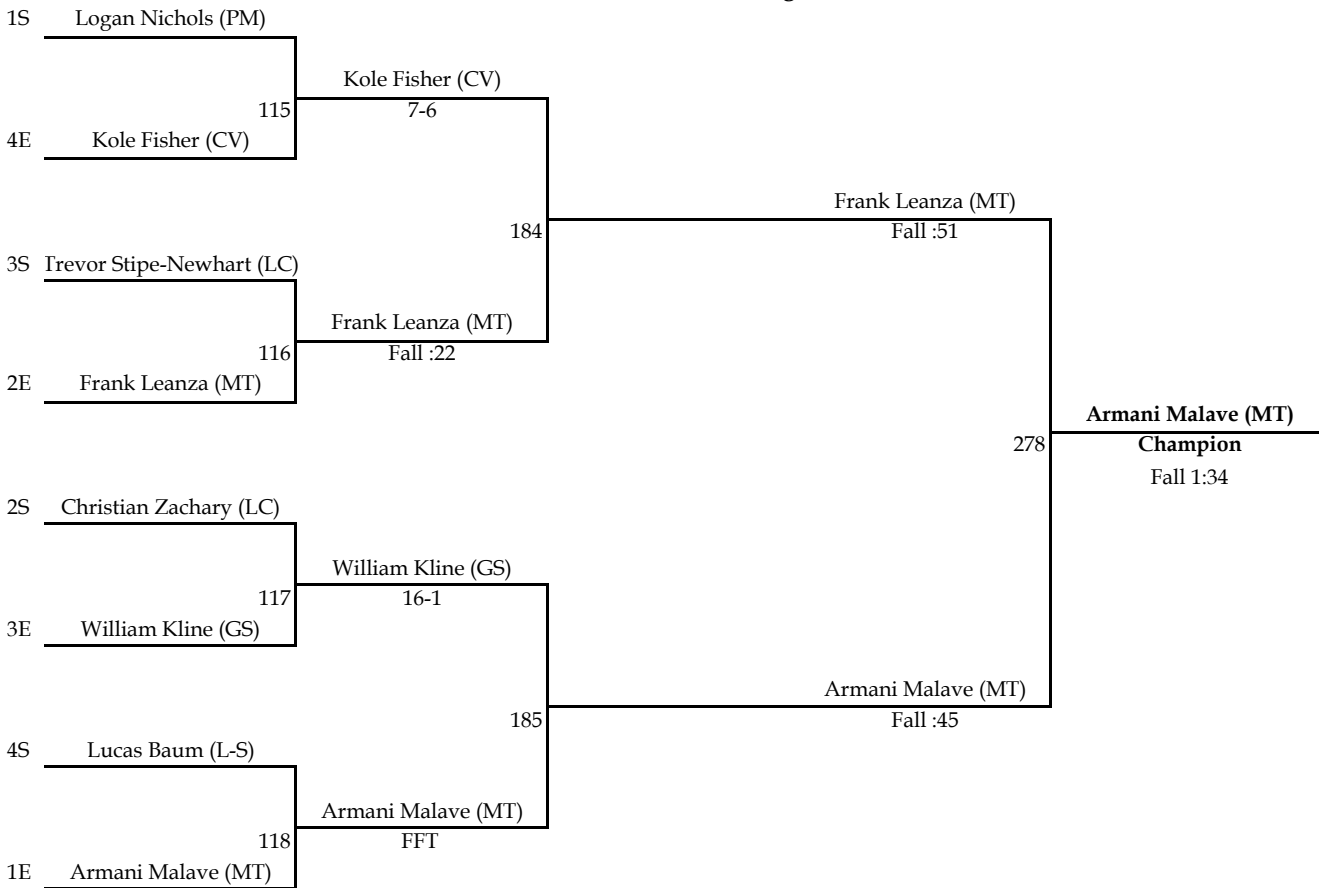 1S Logan Nichols (PM)
Kole Fisher (CV)
115 7-6
4E Kole Fisher (CV)
Frank Leanza (MT)
184 Fall :51
3S Trevor Stipe-Newhart (LC)
Frank Leanza (MT)
116 Fall :22
2E Frank Leanza (MT)
Armani Malave (MT)
278 Champion
Fall 1:34
2S Christian Zachary (LC)
William Kline (GS)
117 16-1
3E William Kline (GS)
Armani Malave (MT)
185 Fall :45
4S Lucas Baum (L-S)
Armani Malave (MT)
118 FFT
1E Armani Malave (MT)